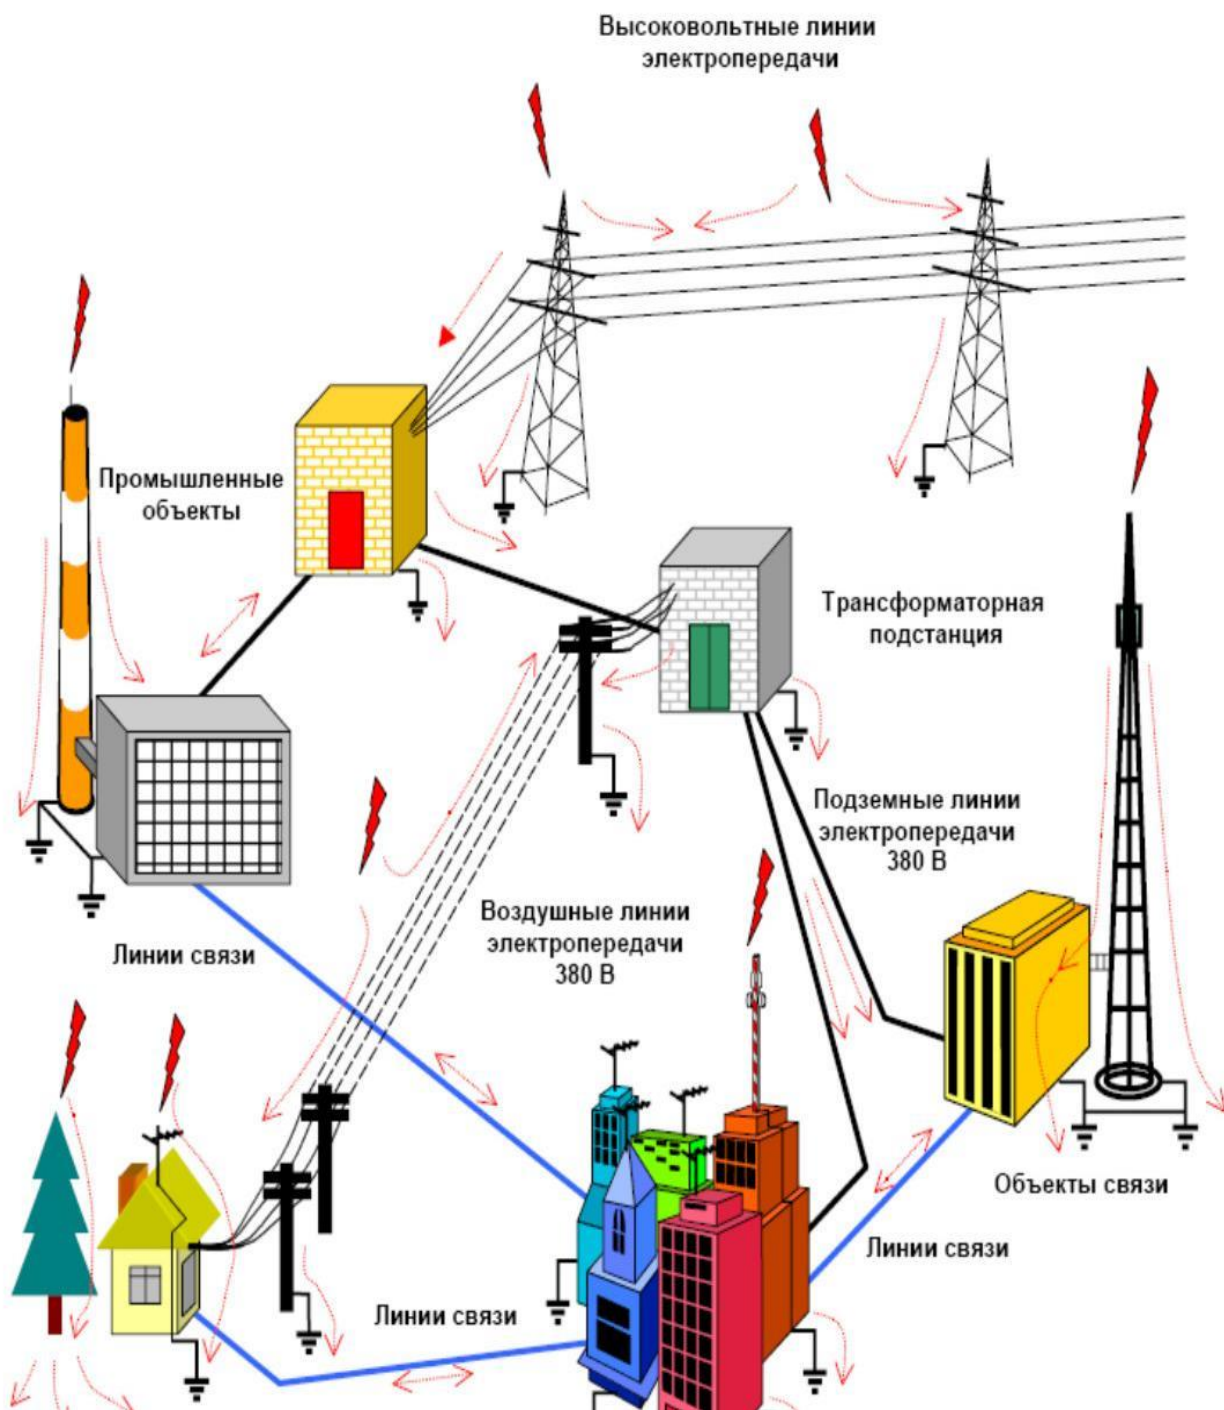 Высоковольтные линии
электропередачи
Промышленные
объекты
Трансформаторная
подстанция
Подземные линии
электропередачи
380 В
Воздушные линии
электропередачи
380 В
Линии связи
Объекты связи
Линии связи
Линии связи